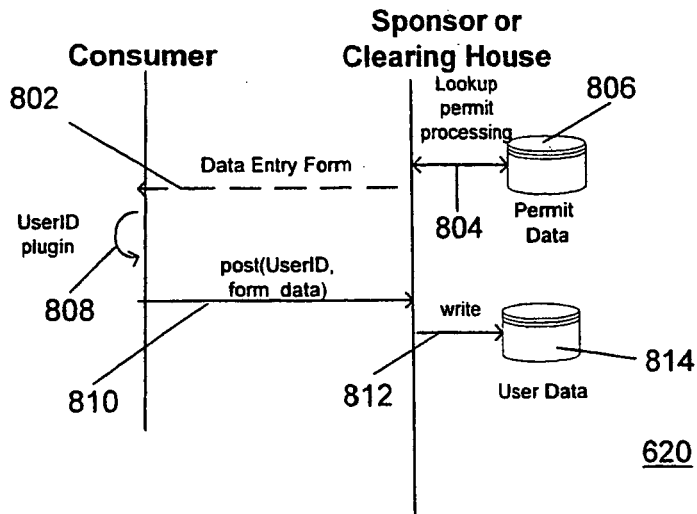 Sponsor or
Clearing House
Consumer
802
Lookup
permit
processing
806
Data Entry Form
804
Permit
Data
UserID
plugin
808
post(UserID,
form_data)
write
810
812
814
User Data
620